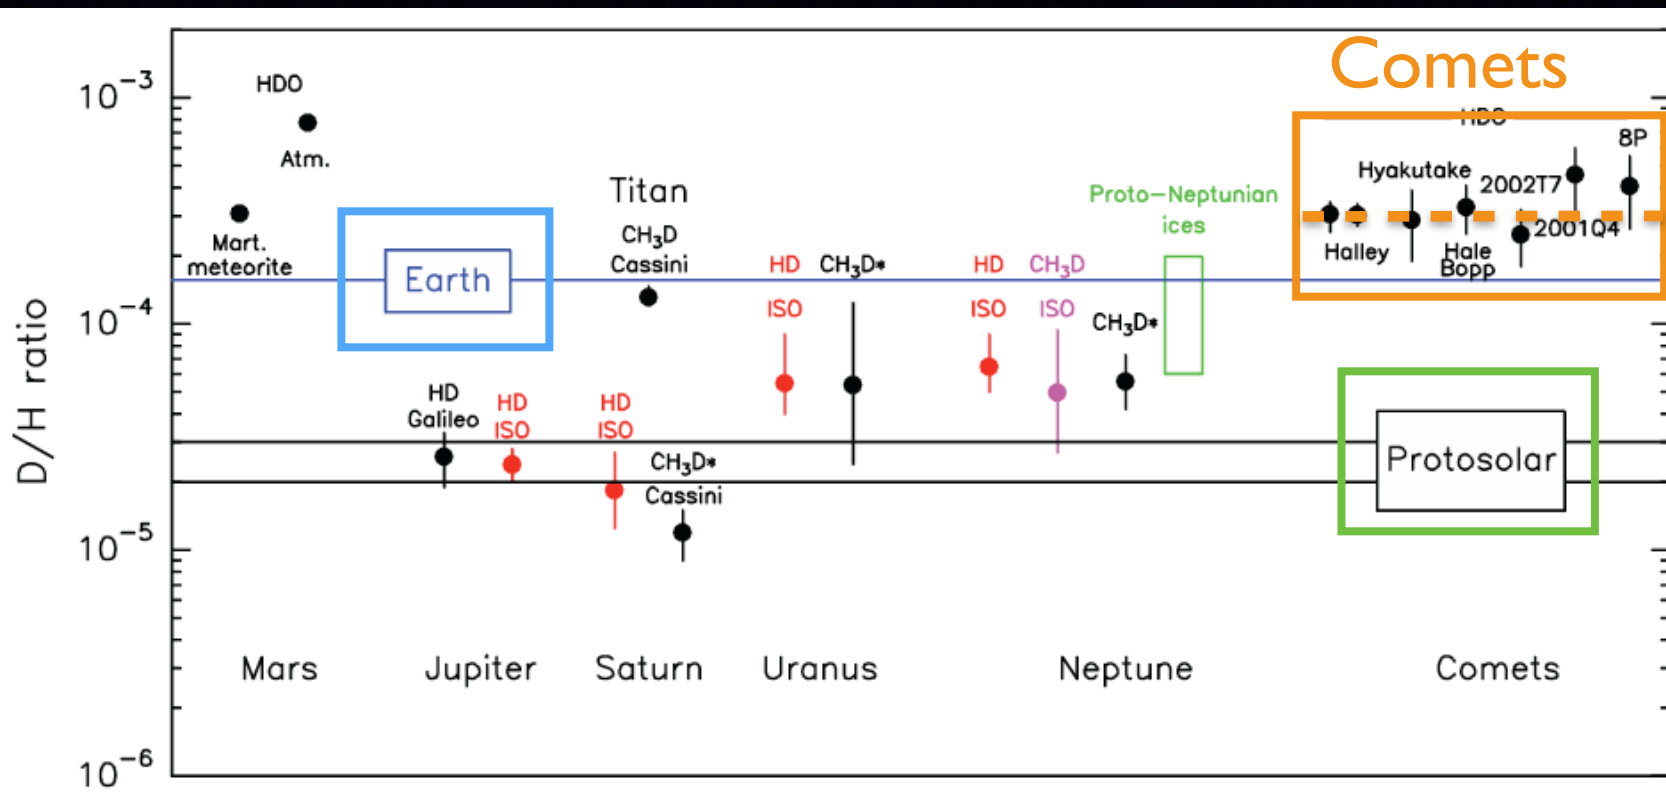 Comets
10⁻³
HDO
HDO
Atm.
8P
Hyakutake
2002T7
Titan
Proto-Neptunian
ices
Mart.
meteorite
CH₃D
Cassini
2001Q4
Halley
Hale
Bopp
Earth
HD
CH₃D*
HD
CH₃D
ISO
ISO
ISO
CH₃D*
10⁻⁴
D/H ratio
HD
Galileo
HD
ISO
HD
ISO
CH₃D*
Cassini
Protosolar
10⁻⁵
Mars
Jupiter
Saturn
Uranus
Neptune
Comets
10⁻⁶